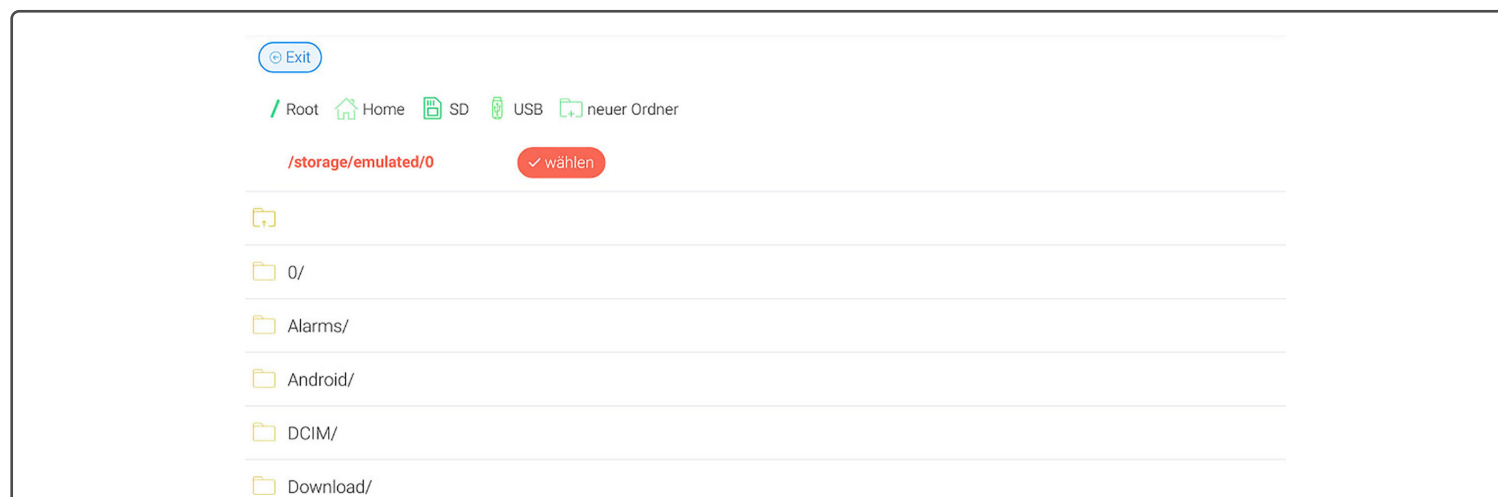 Exit
/ Root Home SD USB neuer Ordner
/storage/emulated/0 wählen
0/
Alarms/
Android/
DCIM/
Download/